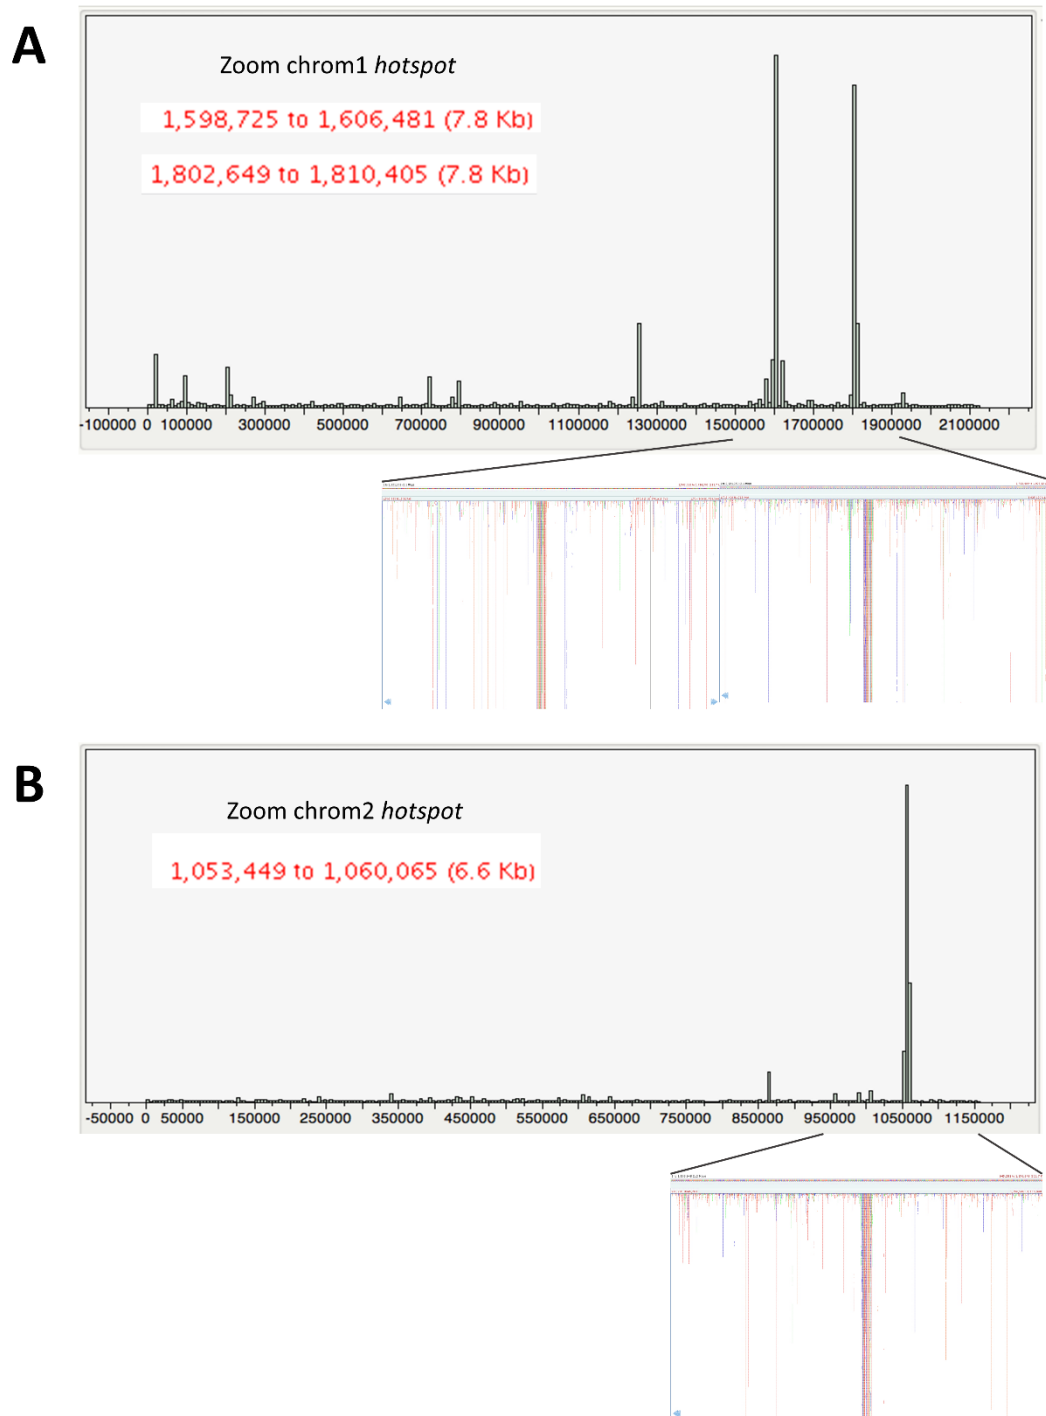 A
Zoom chrom1 hotspot
1,598,725 to 1,606,481 (7.8 Kb)
1,802,649 to 1,810,405 (7.8 Kb)
-100000 0 100000 300000 500000 700000 900000 1100000 1300000 1500000 1700000 1900000 2100000
B
Zoom chrom2 hotspot
1,053,449 to 1,060,065 (6.6 Kb)
-50000 0 50000 150000 250000 350000 450000 550000 650000 750000 850000 950000 1050000 1150000